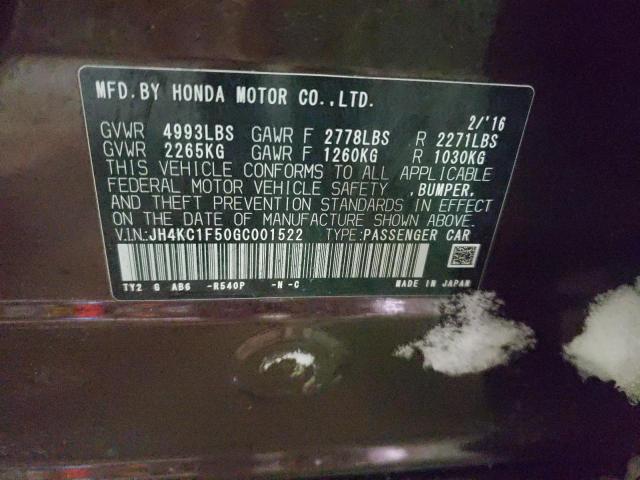 MFD.BY HONDA MOTOR CO.,LTD.
2/'16
GVWR 4993LBS GAWR F 2778LBS R 2271LBS
GVWR 2265KG GAWR F 1260KG R 1030KG
THIS VEHICLE CONFORMS TO ALL APPLICABLE
FEDERAL MOTOR VEHICLE SAFETY ,BUMPER,
AND THEFT PREVENTION STANDARDS IN EFFECT
ON THE DATE OF MANUFACTURE SHOWN ABOVE.
V.I.N.:JH4KC1F50GC001522 TYPE:PASSENGER CAR
TY2 G AB6 -R540P -N -C MADE IN JAPAN